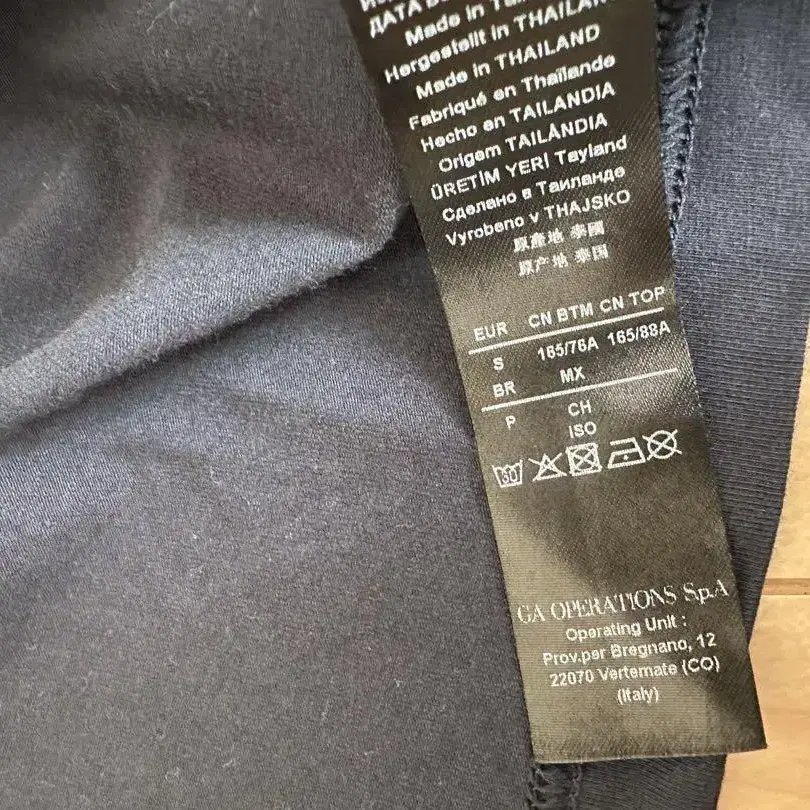 ДАТА
Made in
Hergestellt in THAILAN
Made in THAILAND
Fabriqué en Thaïlande
Hecho en TAILANDIA
Origem TAILÂNDIA
ÜRETİM YERİ Tayland
Сделано в Таиланде
Vyrobeno v THAJSKO
原產地 泰國
原产地 泰国
EUR CN BTM CN TOP
S 165/76A 165/88A
BR MX
P CH
ISO
30
GA OPERATIONS S.p.A
Operating Unit :
Prov.per Bregnano, 12
22070 Vertemate (CO)
(Italy)